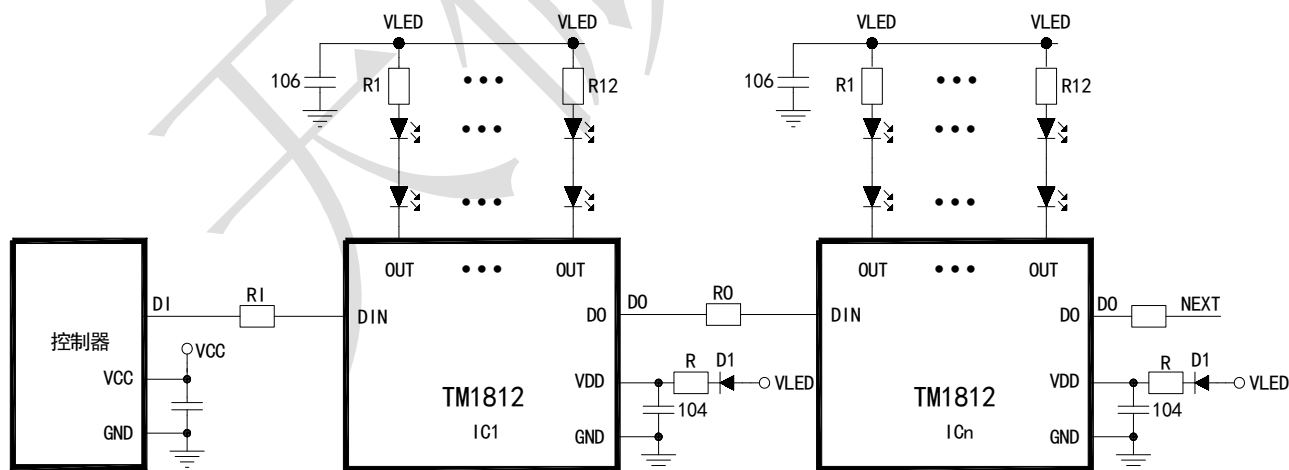 VLED VLED VLED VLED
106 R1 ••• R12 106 R1 ••• R12
OUT ••• OUT OUT ••• OUT
DI RI DIN DO DO RO DIN DO DO NEXT
控制器
VCC
VCC VDD R D1 VLED VDD R D1 VLED
TM1812 104 TM1812 104
GND IC1 GND ICn GND